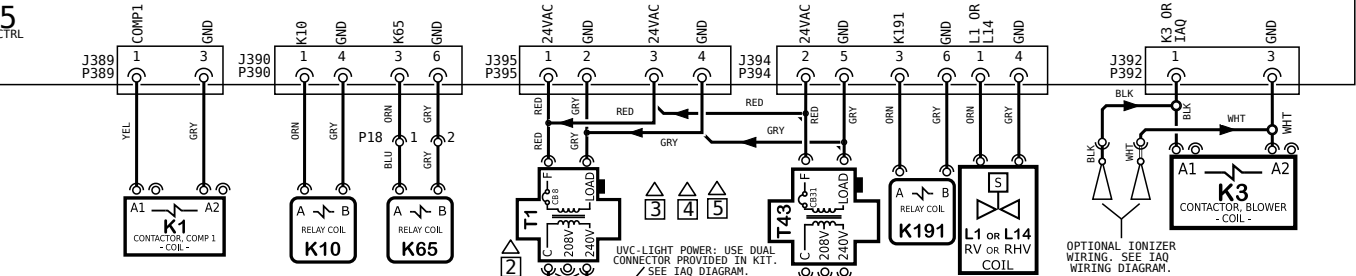 5
CTRL
COMP1
GND
K10
GND
K65
GND
24VAC
GND
24VAC
GND
24VAC
GND
K191
GND
L1 OR
L14
GND
K3 OR
IAQ
GND
J389
P389
1
3
J390
P390
1
4
3
6
J395
P395
1
2
3
4
J394
P394
2
5
3
6
1
4
J392
P392
1
3
YEL
GRY
ORN
GRY
ORN
GRY
P18
1
2
BLU
GRY
RED
GRY
RED
GRY
RED
RED
GRY
GRY
RED
GRY
ORN
GRY
ORN
GRY
BLK
BLK
WHT
WHT
BLK
WHT
A1
A2
K1
CONTACTOR, COMP 1
- COIL -
A
B
RELAY COIL
K10
A
B
RELAY COIL
K65
T1
F
CB8
LOAD
C
208V
240V
2
3
4
5
UVC-LIGHT POWER: USE DUAL
CONNECTOR PROVIDED IN KIT.
SEE IAQ DIAGRAM.
T43
F
CB31
LOAD
C
208V
240V
A
B
RELAY COIL
K191
S
L1 OR L14
RV OR RHV
COIL
OPTIONAL IONIZER
WIRING. SEE IAQ
WIRING DIAGRAM.
A1
A2
K3
CONTACTOR, BLOWER
- COIL -